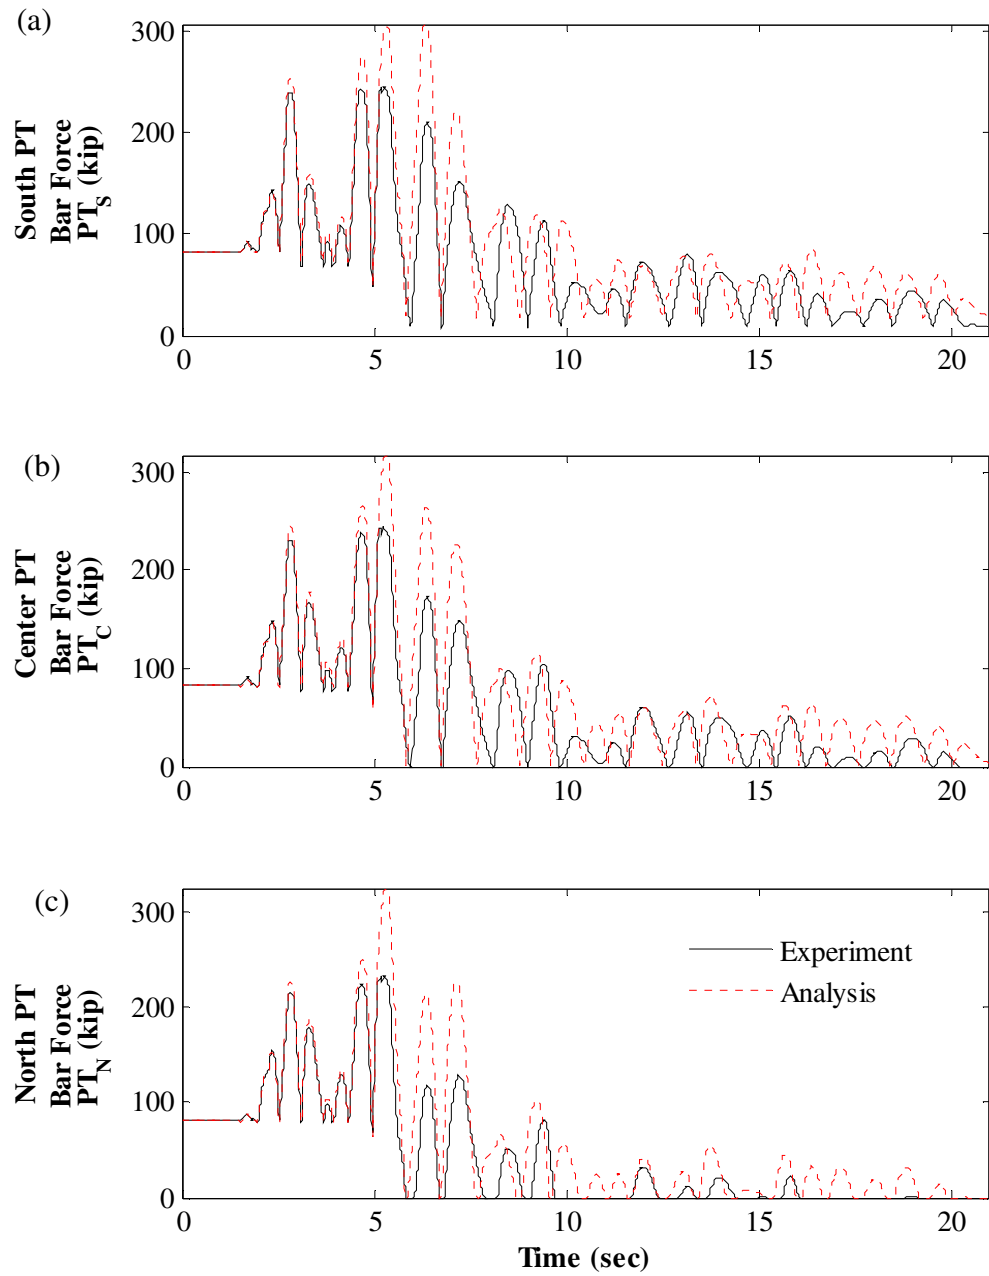 (a)
South PT
Bar Force
PT_S (kip)
300
200
100
0
0 5 10 15 20
(b)
Center PT
Bar Force
PT_C (kip)
300
200
100
0
0 5 10 15 20
(c)
North PT
Bar Force
PT_N (kip)
300
200
100
0
Experiment
Analysis
0 5 10 15 20
Time (sec)